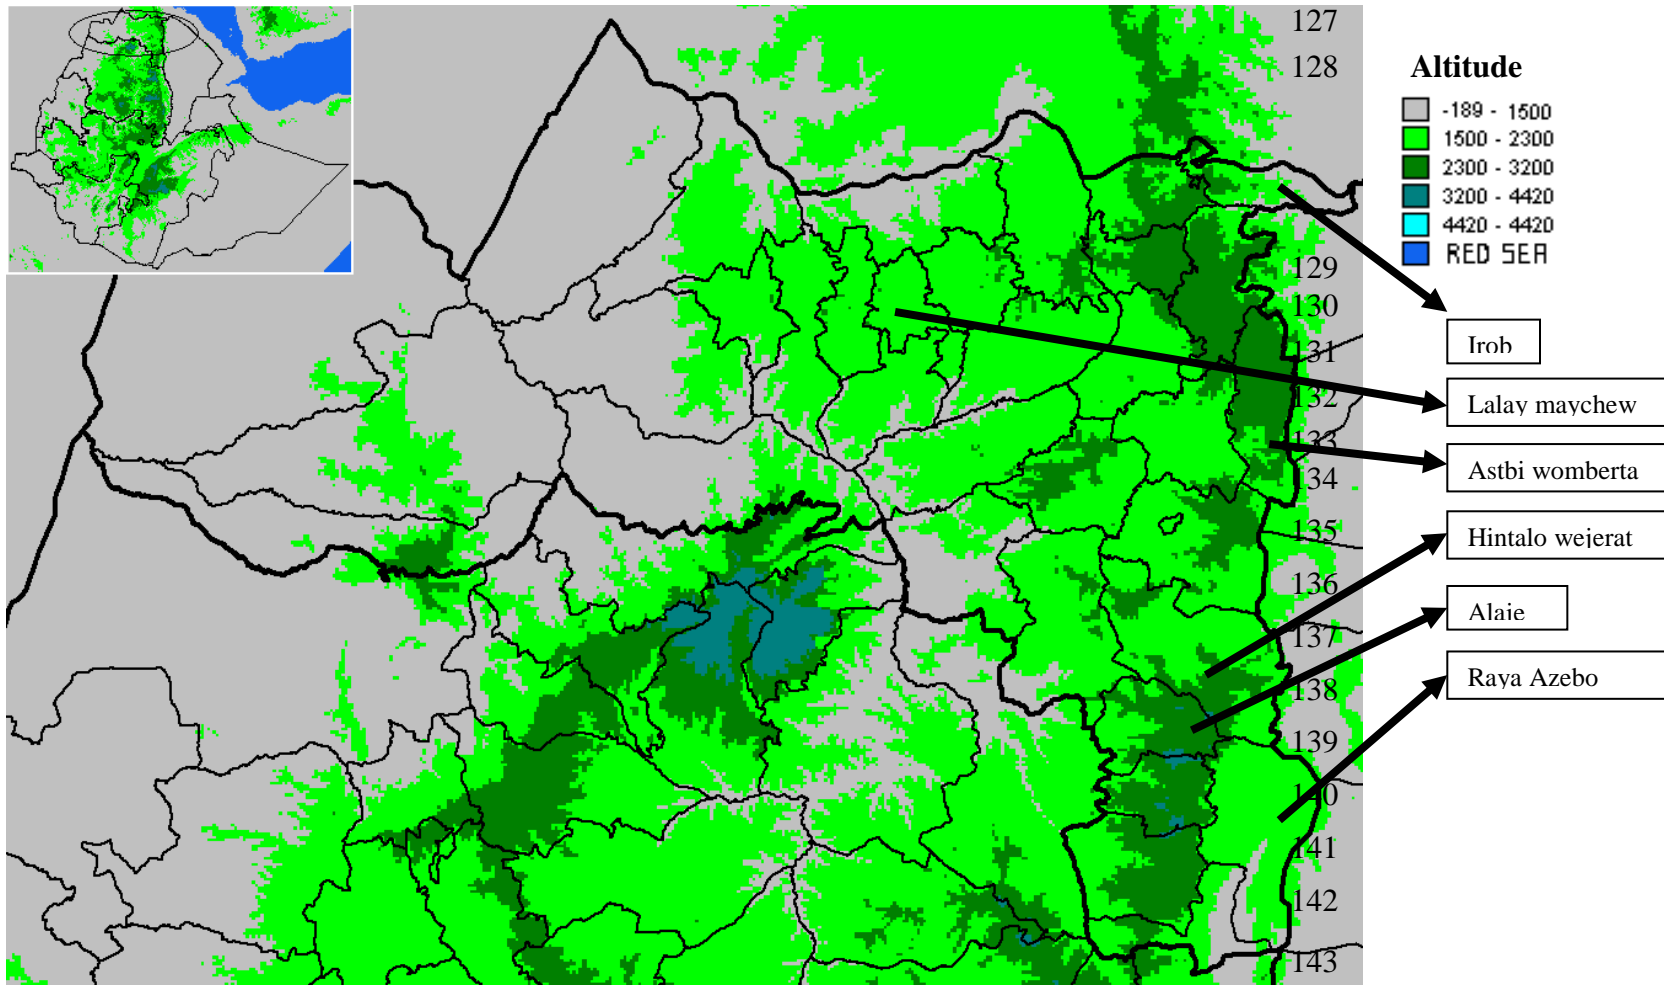 127
128
129
130
131
132
133
134
135
136
137
138
139
140
141
142
143
Altitude
-189 - 1500
1500 - 2300
2300 - 3200
3200 - 4420
4420 - 4420
RED SEA
Irob
Lalay maychew
Astbi womberta
Hintalo wejerat
Alaje
Raya Azebo